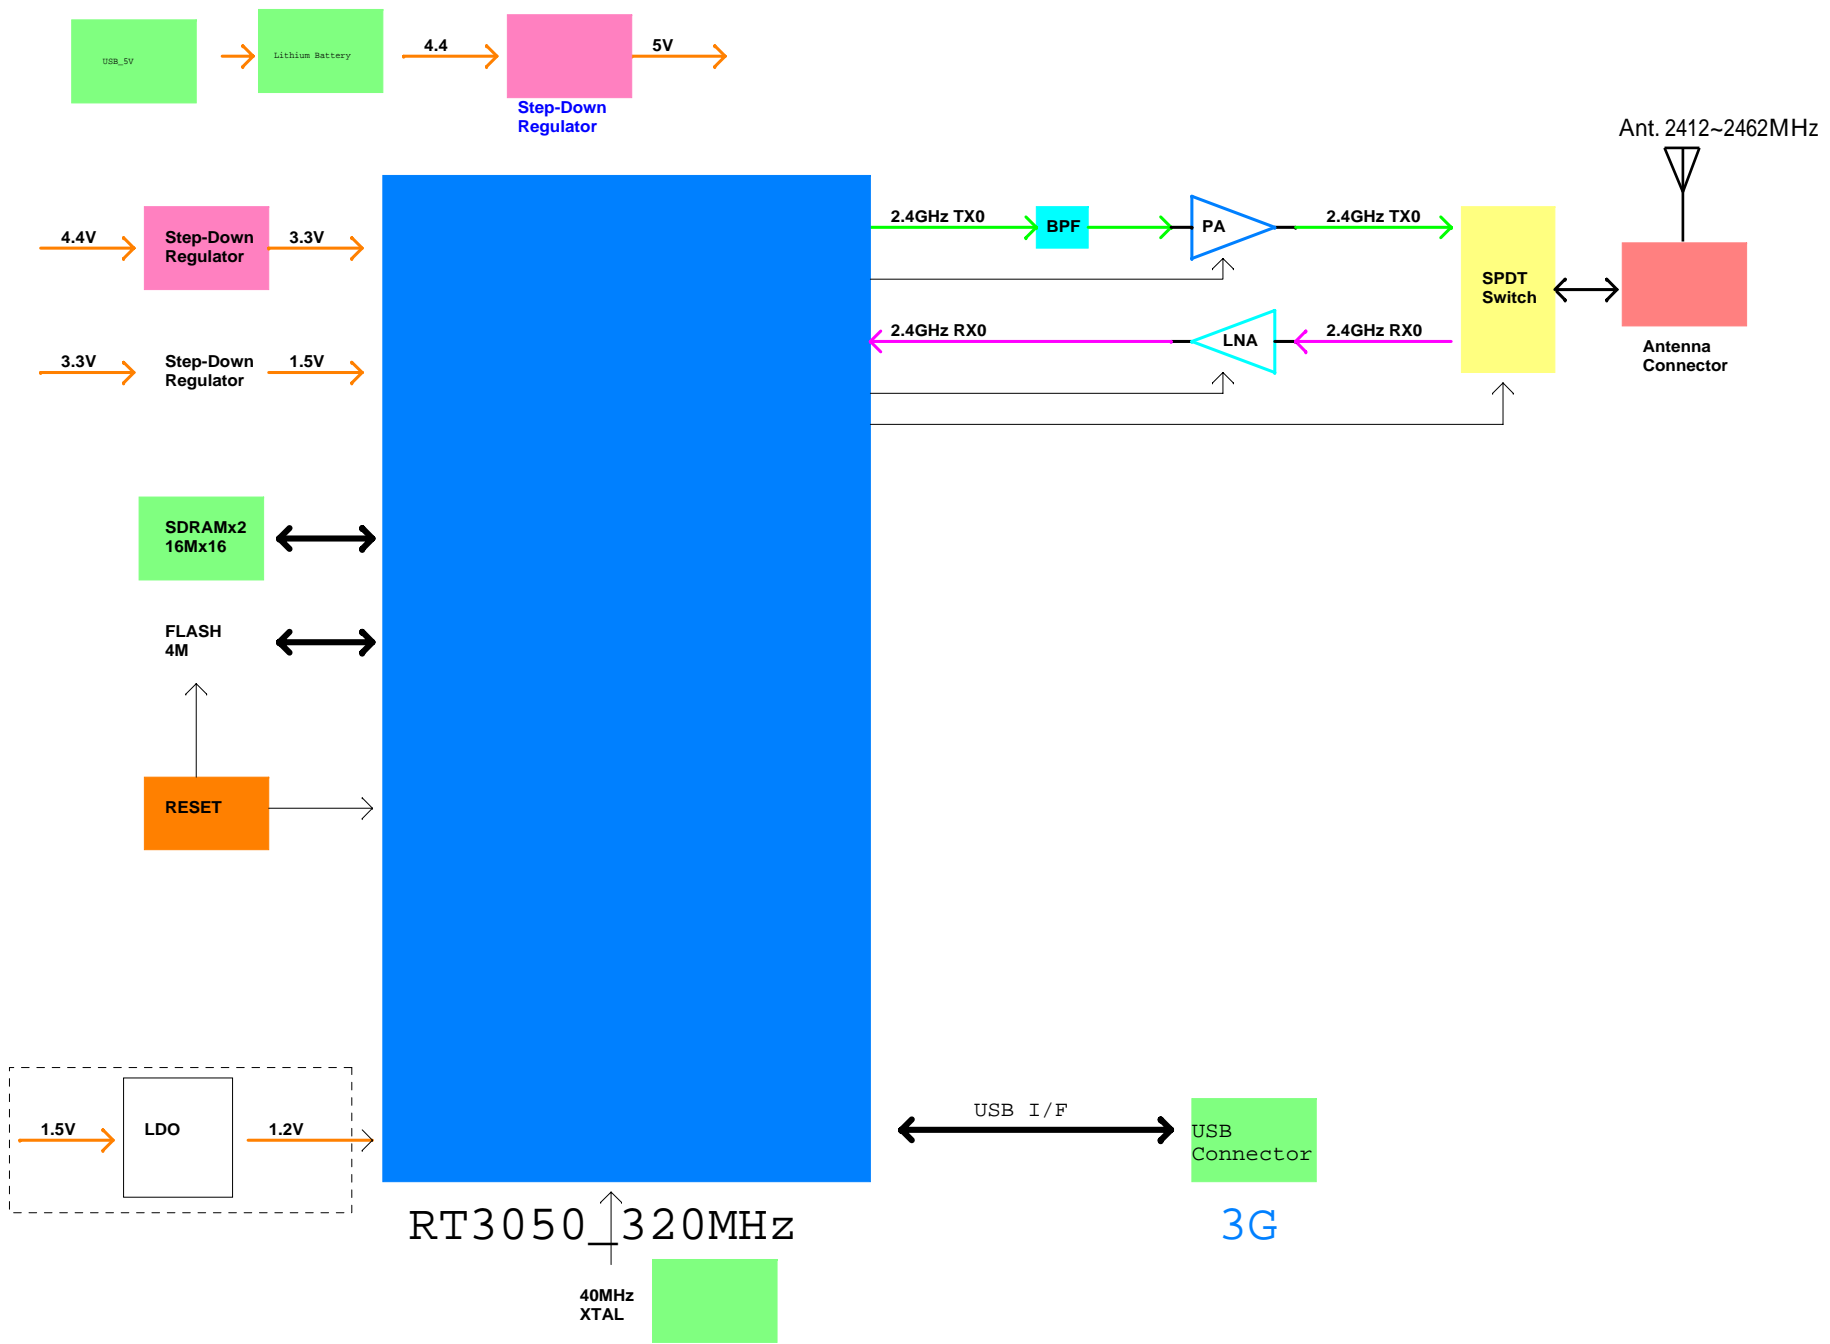 USB_5V
Lithium Battery
4.4
5V
Step-Down
Regulator
Ant. 2412~2462MHz
4.4V
Step-Down
Regulator
3.3V
2.4GHz TX0
BPF
PA
2.4GHz TX0
SPDT
Switch
3.3V
Step-Down
Regulator
1.5V
2.4GHz RX0
LNA
2.4GHz RX0
Antenna
Connector
SDRAMx2
16Mx16
FLASH
4M
RESET
1.5V
LDO
1.2V
USB I/F
USB
Connector
RT3050_320MHz
3G
40MHz
XTAL